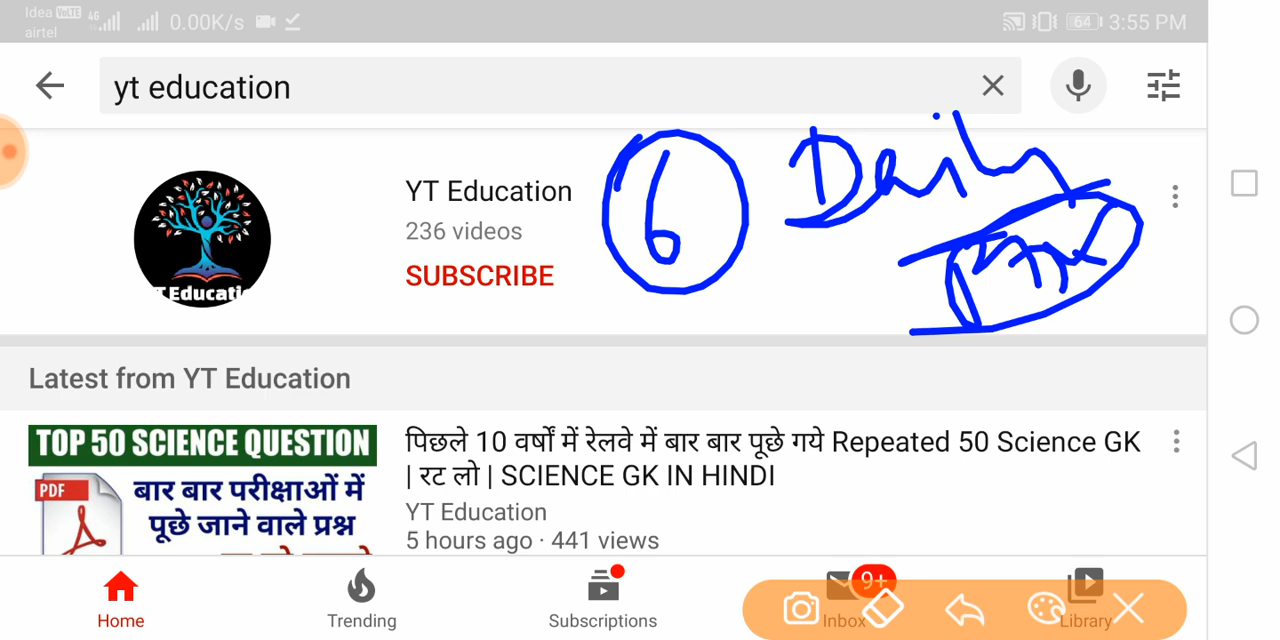 Idea VoLTE 4G 0.00K/s 64 3:55 PM
airtel
yt education
YT Education
236 videos
SUBSCRIBE
6 Daily
Latest from YT Education
TOP 50 SCIENCE QUESTION
PDF
बार बार परीक्षाओं में
पूछे जाने वाले प्रश्न
पिछले 10 वर्षों में रेलवे में बार बार पूछे गये Repeated 50 Science GK
| रट लो | SCIENCE GK IN HINDI
YT Education
5 hours ago · 441 views
9+
Home Trending Subscriptions Inbox Library